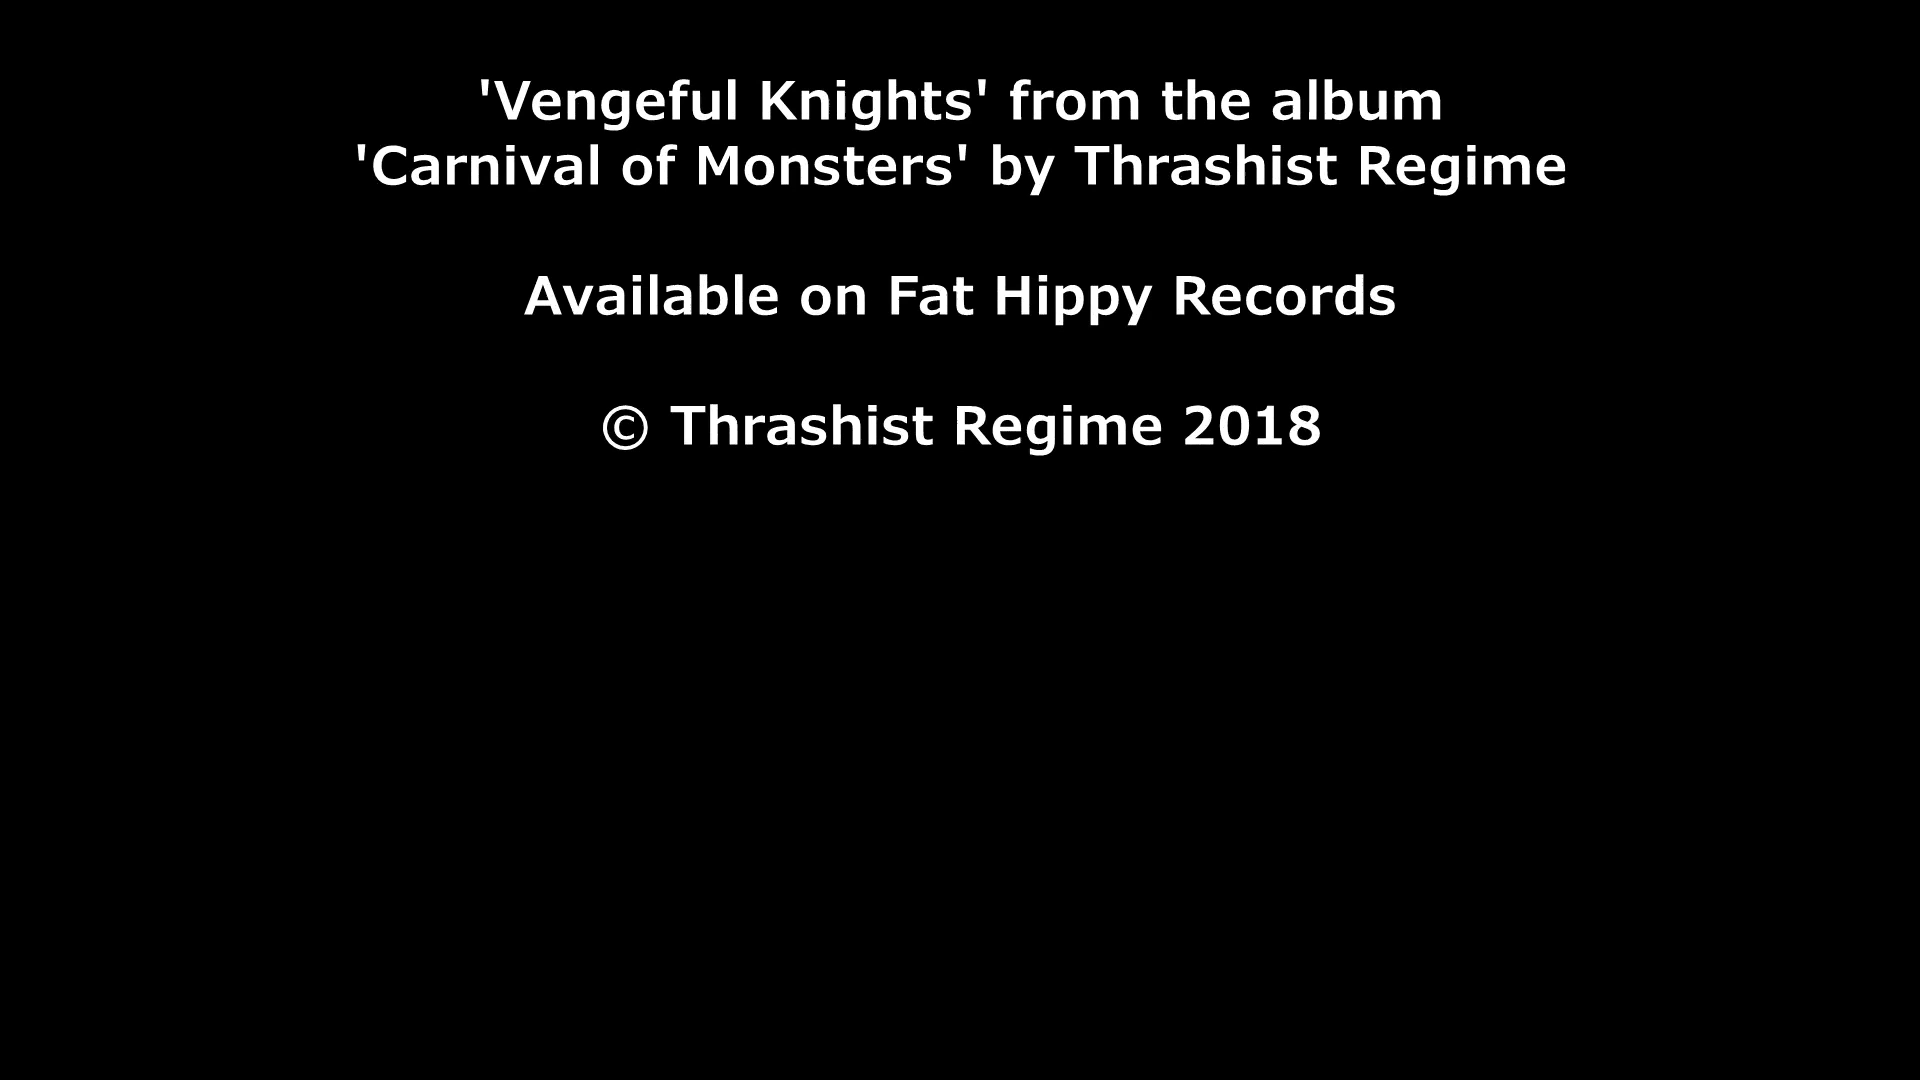 'Vengeful Knights' from the album
'Carnival of Monsters' by Thrashist Regime
Available on Fat Hippy Records
© Thrashist Regime 2018